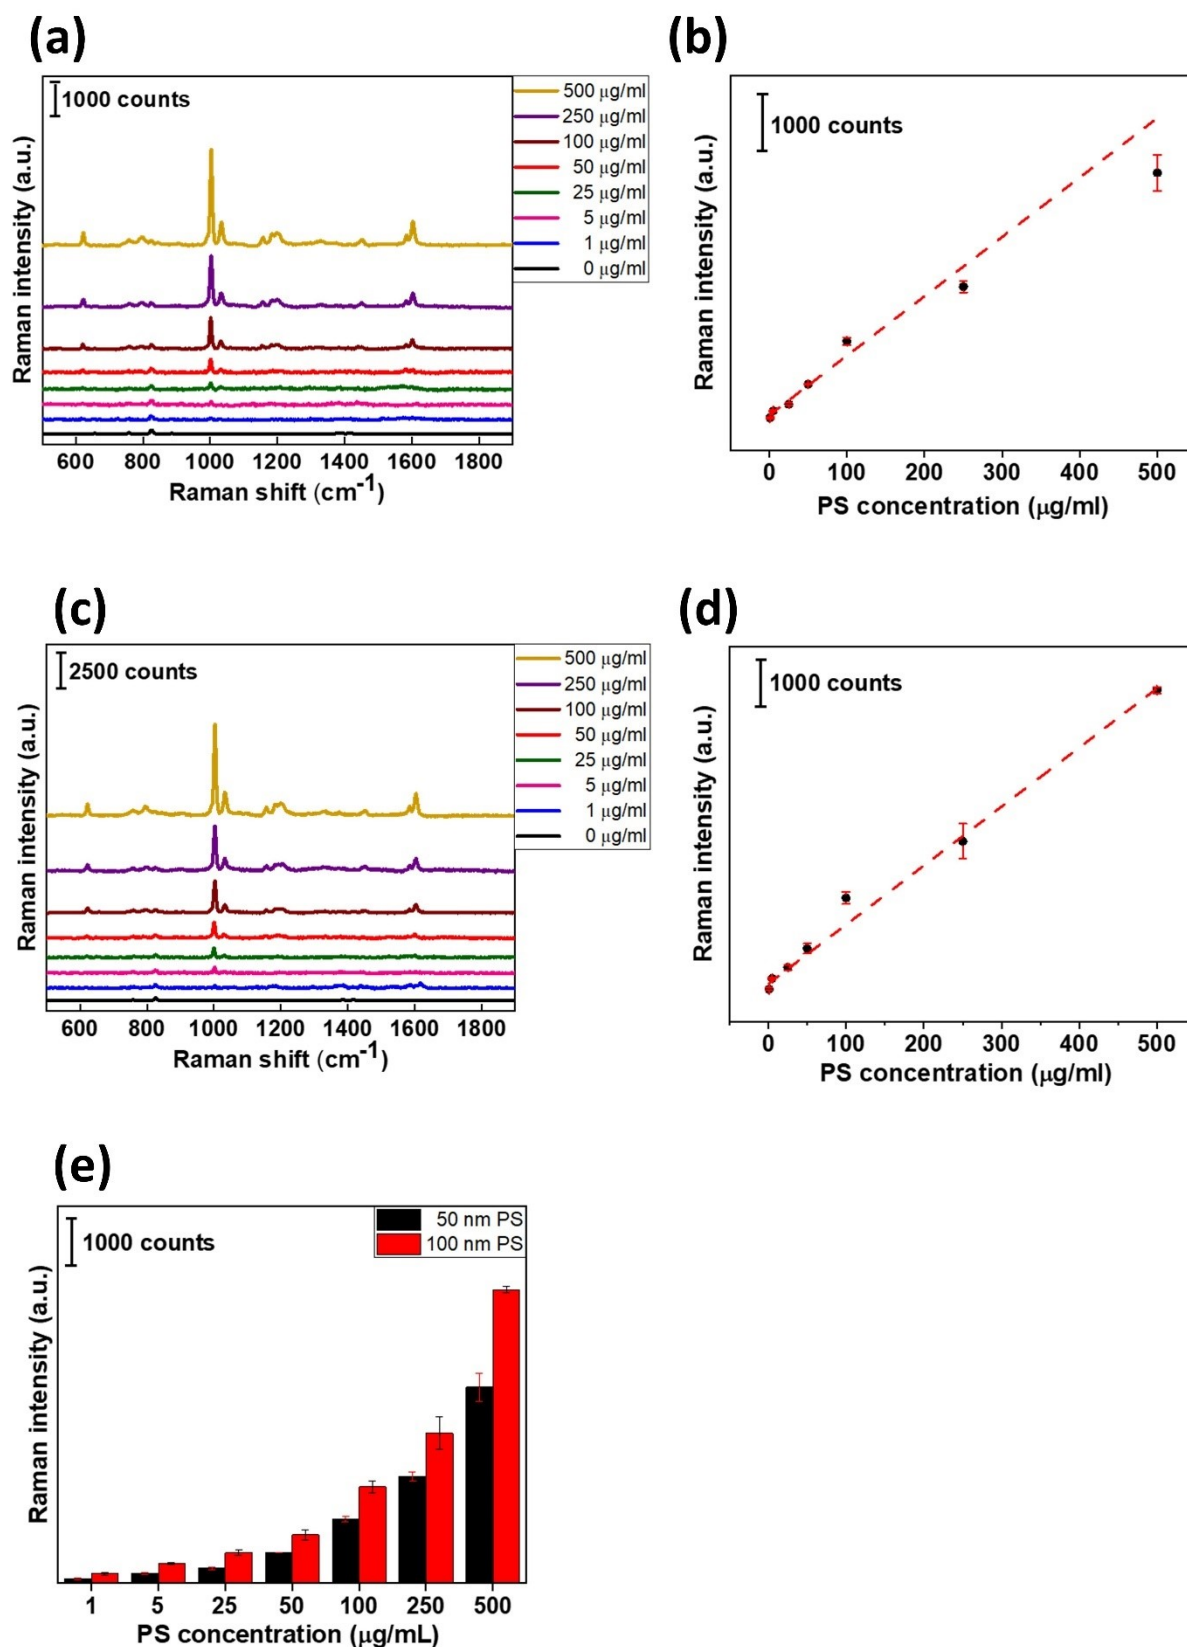 (a)
1000 counts
500 μg/ml
250 μg/ml
100 μg/ml
50 μg/ml
25 μg/ml
5 μg/ml
1 μg/ml
0 μg/ml
Raman intensity (a.u.)
600 800 1000 1200 1400 1600 1800
Raman shift (cm-1)
(b)
1000 counts
Raman intensity (a.u.)
0 100 200 300 400 500
PS concentration (μg/ml)
(c)
2500 counts
500 μg/ml
250 μg/ml
100 μg/ml
50 μg/ml
25 μg/ml
5 μg/ml
1 μg/ml
0 μg/ml
Raman intensity (a.u.)
600 800 1000 1200 1400 1600 1800
Raman shift (cm-1)
(d)
1000 counts
Raman intensity (a.u.)
0 100 200 300 400 500
PS concentration (μg/ml)
(e)
1000 counts
50 nm PS
100 nm PS
Raman intensity (a.u.)
1 5 25 50 100 250 500
PS concentration (μg/mL)